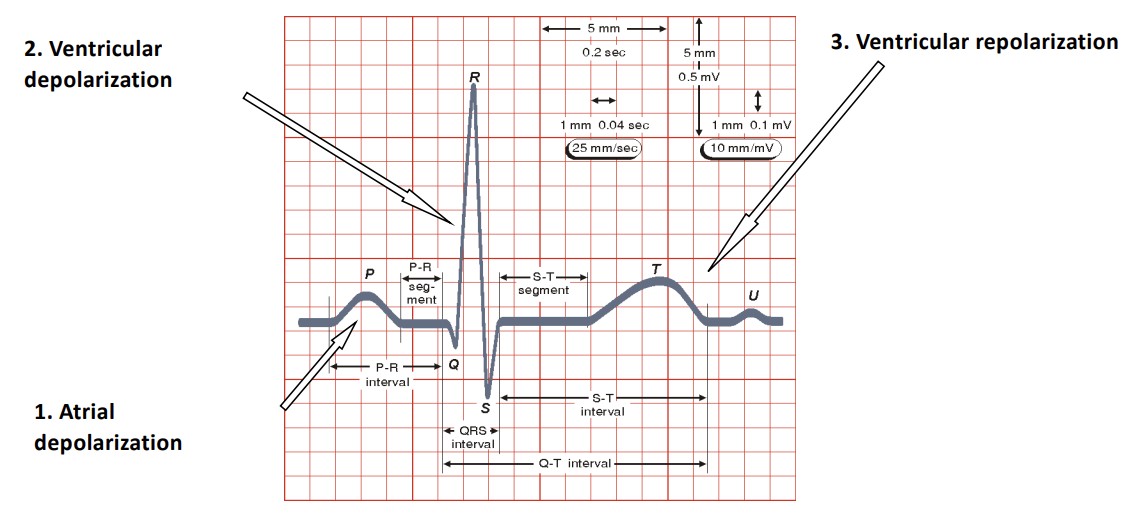 2. Ventricular
depolarization
3. Ventricular repolarization
5 mm
0.2 sec
5 mm
0.5 mV
1 mm 0.04 sec
25 mm/sec
1 mm 0.1 mV
10 mm/mV
R
P
P-R
seg-
ment
S-T
segment
T
U
Q
P-R
interval
S
S-T
interval
QRS
interval
Q-T interval
1. Atrial
depolarization